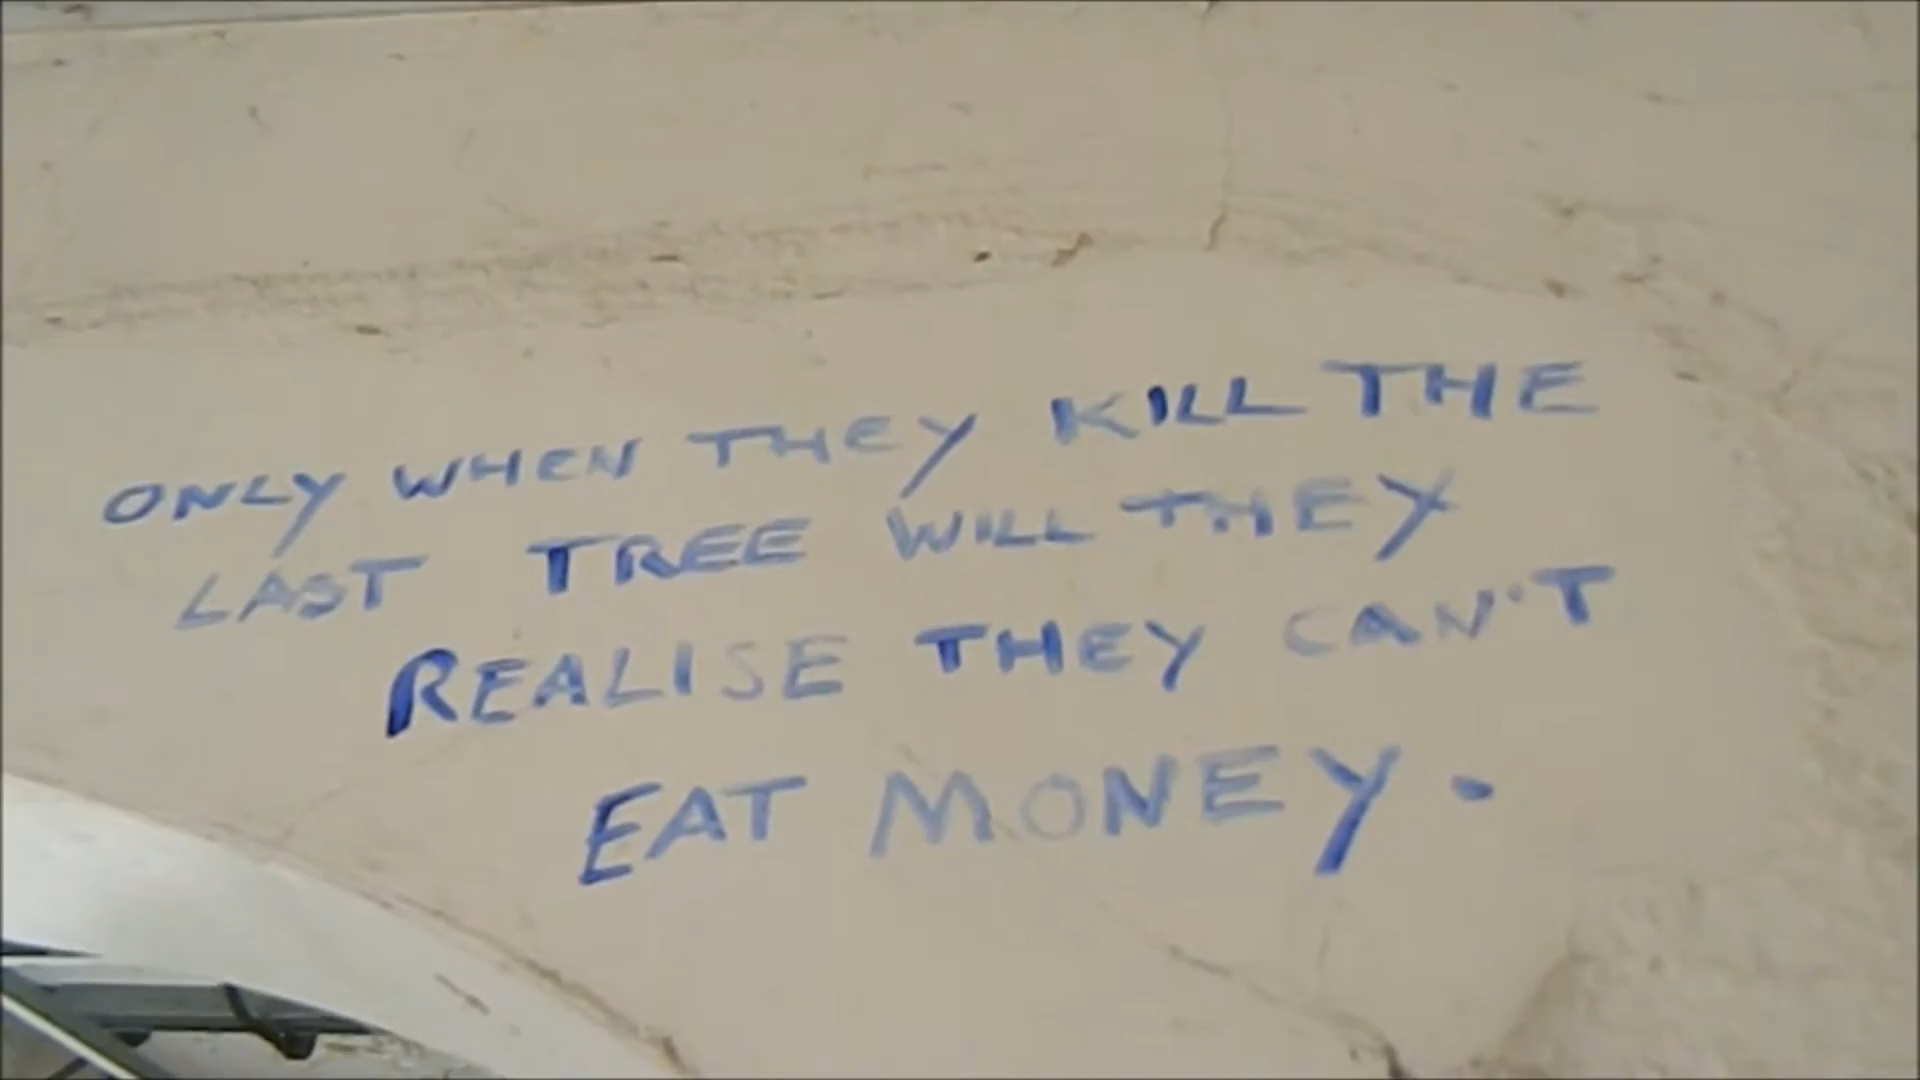 ONLY WHEN THEY KILL THE
LAST TREE WILL THEY
REALISE THEY CAN'T
EAT MONEY.